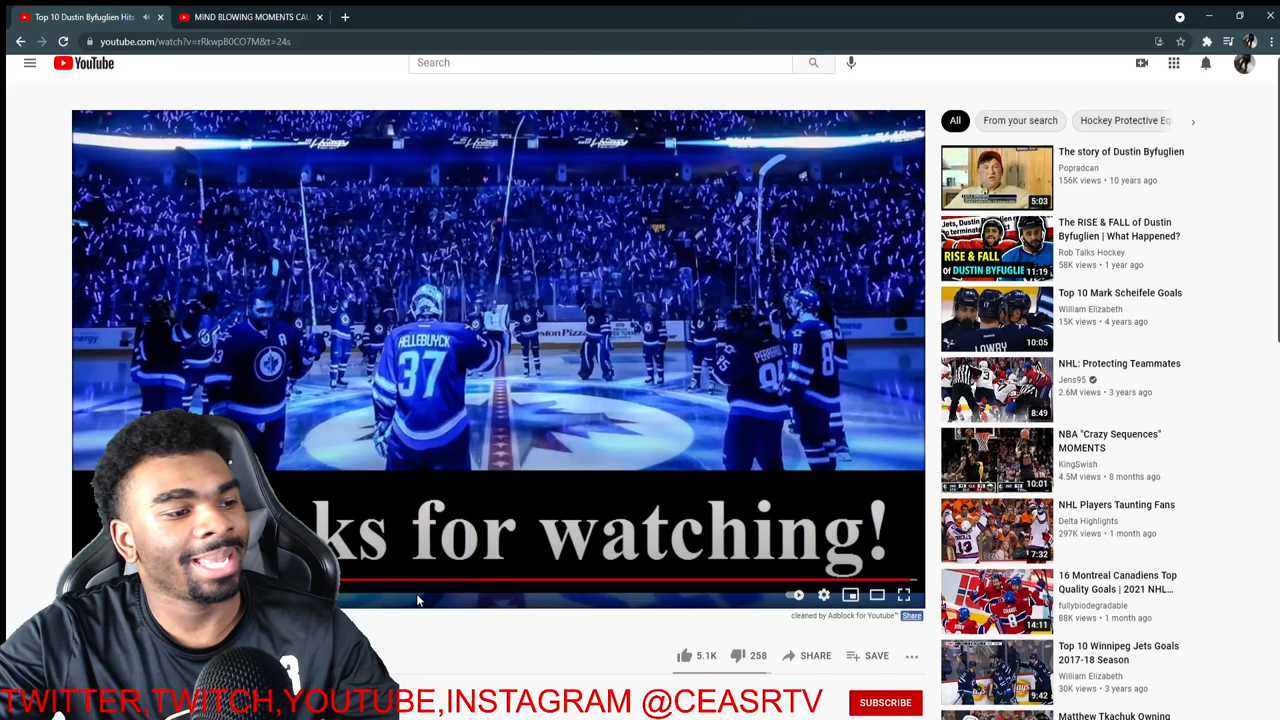 Top 10 Dustin Byfuglien Hits
MIND BLOWING MOMENTS CAU
youtube.com/watch?v=rRkwpB0CO7M&t=24s
YouTube
Search
All
From your search
Hockey Protective Eq
HELLEBUYCK
37
ks for watching!
cleaned by Adblock for Youtube™
Share
5.1K
258
SHARE
SAVE
The story of Dustin Byfuglien
Popradcan
156K views • 10 years ago
5:03
The RISE & FALL of Dustin
Byfuglien | What Happened?
Rob Talks Hockey
58K views • 1 year ago
RISE & FALL
OF DUSTIN BYFUGLIE
11:19
Top 10 Mark Scheifele Goals
William Elizabeth
15K views • 4 years ago
LOWRY
10:05
NHL: Protecting Teammates
Jens95
2.6M views • 3 years ago
8:49
NBA "Crazy Sequences"
MOMENTS
KingSwish
4.5M views • 8 months ago
10:01
NHL Players Taunting Fans
Delta Highlights
297K views • 1 month ago
13
7:32
16 Montreal Canadiens Top
Quality Goals | 2021 NHL...
fullybiodegradable
88K views • 1 month ago
14:11
Top 10 Winnipeg Jets Goals
2017-18 Season
William Elizabeth
30K views • 3 years ago
9:42
Matthew Tkachuk Owning
TWITTER,TWITCH,YOUTUBE,INSTAGRAM @CEASRTV
SUBSCRIBE